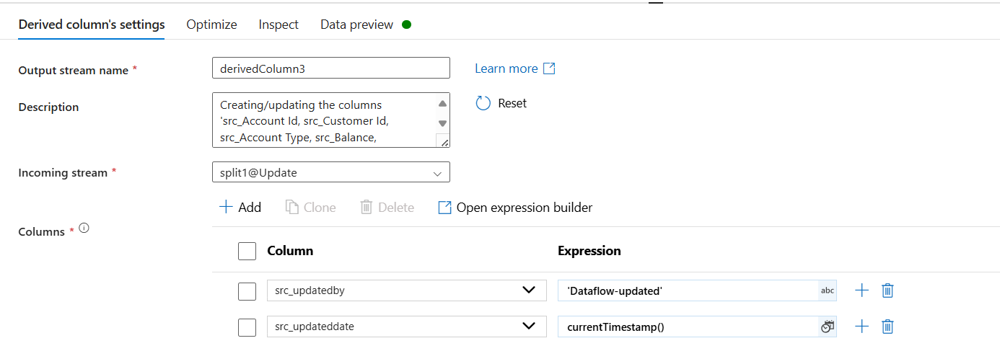 Derived column's settings Optimize Inspect Data preview
Output stream name * derivedColumn3 Learn more
Description Creating/updating the columns
'src_Account Id, src_Customer Id,
src_Account Type, src_Balance,
Reset
Incoming stream * split1@Update
Add Clone Delete Open expression builder
Columns *
Column Expression
src_updatedby 'Dataflow-updated' abc
src_updateddate currentTimestamp()